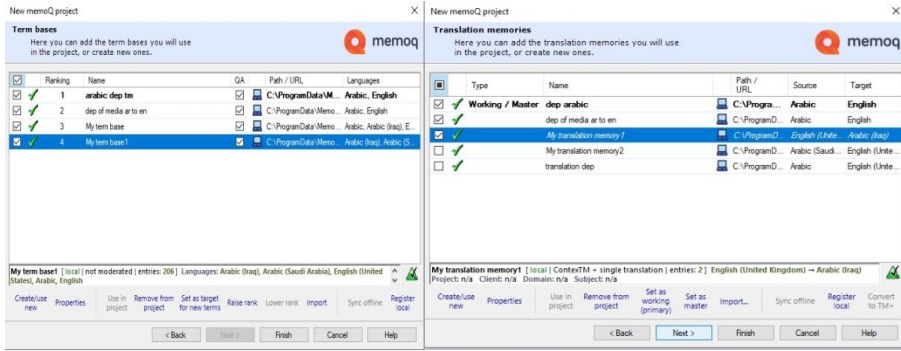 New memoQ project
Term bases
Here you can add the term bases you will use
in the project, or create new ones.
memoq
Ranking Name QA Path / URL Languages
1 arabic dep tm C:\ProgramData\M... Arabic, English
2 dep of media ar to en C:\ProgramData\Memo... Arabic, English
3 My term base C:\ProgramData\Memo... Arabic, Arabic (Iraq), E...
4 My term base1 C:\ProgramData\Memo... Arabic (Iraq), Arabic (S...
My term base1 [local | not moderated | entries: 206] Languages: Arabic (Iraq), Arabic (Saudi Arabia), English (United
States), Arabic, English
Create/use new Properties Use in project Remove from project Set as target for new terms Raise rank Lower rank Import Sync offline Register local
< Back Next > Finish Cancel Help
New memoQ project
Translation memories
Here you can add the translation memories you will use
in the project, or create new ones.
memoq
Type Name Path / URL Source Target
Working / Master dep arabic C:\Progra... Arabic English
dep of media ar to en C:\ProgramD... Arabic English
My translation memory1 C:\ProgramD... English (Unite... Arabic (Iraq)
My translation memory2 C:\ProgramD... Arabic (Saudi... English (Unite...
translation dep C:\ProgramD... Arabic English (Unite...
My translation memory1 [local | ContexTM - single translation | entries: 2] English (United Kingdom) → Arabic (Iraq)
Project: n/a Client: n/a Domain: n/a Subject: n/a
Create/use new Properties Use in project Remove from project Set as working (primary) Set as master Import... Sync offline Register local Convert to TM+
< Back Next > Finish Cancel Help